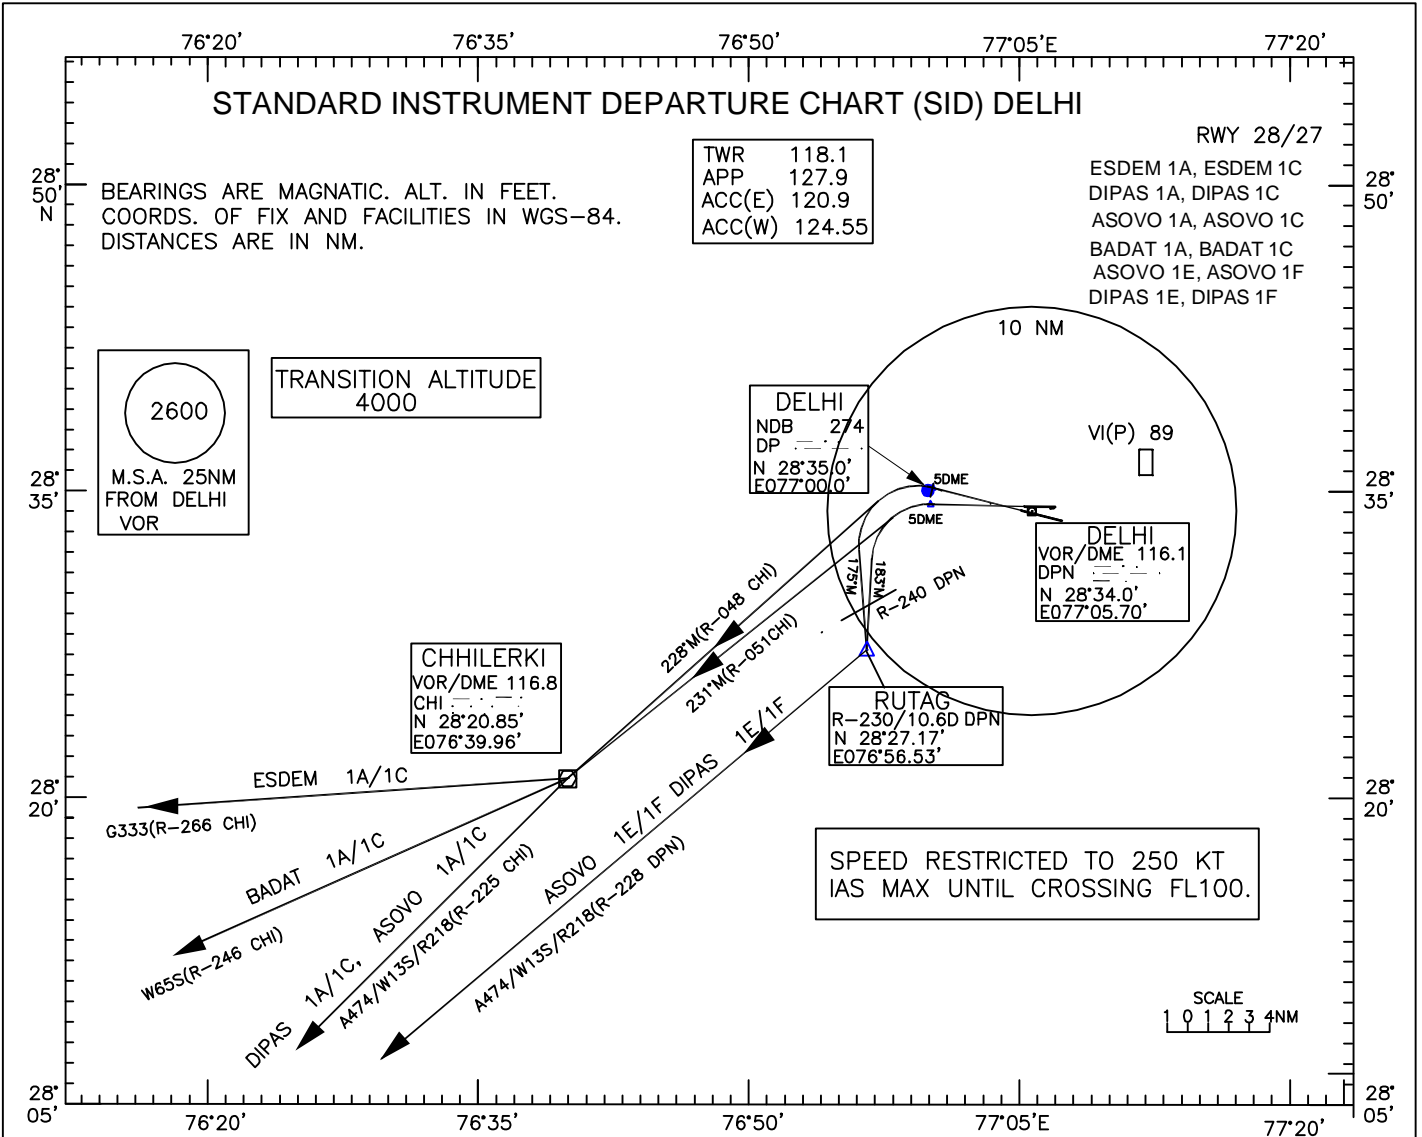 76°20' 76°35' 76°50' 77°05'E 77°20'
STANDARD INSTRUMENT DEPARTURE CHART (SID) DELHI
RWY 28/27
ESDEM 1A, ESDEM 1C
DIPAS 1A, DIPAS 1C
ASOVO 1A, ASOVO 1C
BADAT 1A, BADAT 1C
ASOVO 1E, ASOVO 1F
DIPAS 1E, DIPAS 1F
TWR 118.1
APP 127.9
ACC(E) 120.9
ACC(W) 124.55
28°
50'
N
28°
50'
BEARINGS ARE MAGNATIC. ALT. IN FEET.
COORDS. OF FIX AND FACILITIES IN WGS-84.
DISTANCES ARE IN NM.
2600
M.S.A. 25NM
FROM DELHI
VOR
TRANSITION ALTITUDE
4000
10 NM
DELHI
NDB 274
DP
N 28°35.0'
E077°00.0'
VI(P) 89
28°
35'
28°
35'
5DME
5DME
DELHI
VOR/DME 116.1
DPN
N 28°34.0'
E077°05.70'
175°M
183°M
R-240 DPN
228°M(R-048 CHI)
231°M(R-051CHI)
CHHILERKI
VOR/DME 116.8
CHI
N 28°20.85'
E076°39.96'
RUTAG
R-230/10.6D DPN
N 28°27.17'
E076°56.53'
ESDEM 1A/1C
G333(R-266 CHI)
28°
20'
28°
20'
BADAT 1A/1C
W65S(R-246 CHI)
DIPAS 1A/1C, ASOVO 1A/1C
A474/W13S/R218(R-225 CHI)
ASOVO 1E/1F DIPAS 1E/1F
A474/W13S/R218(R-228 DPN)
SPEED RESTRICTED TO 250 KT
IAS MAX UNTIL CROSSING FL100.
SCALE
1 0 1 2 3 4NM
28°
05'
28°
05'
76°20' 76°35' 76°50' 77°05'E 77°20'